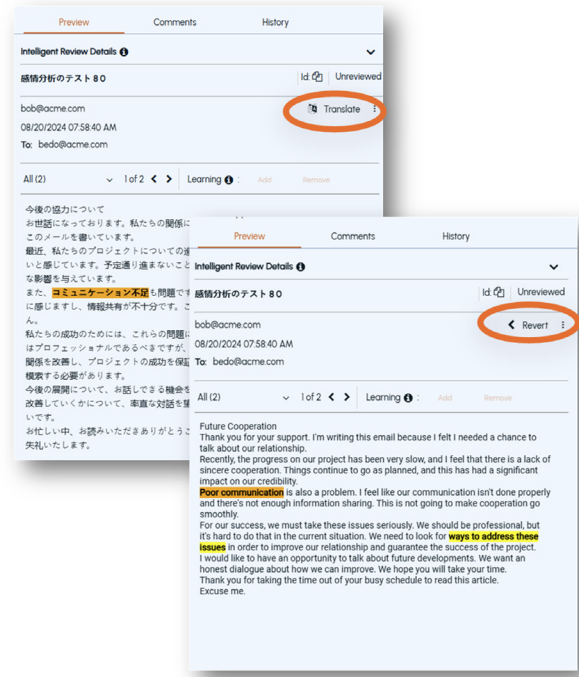 Preview Comments History
Intelligent Review Details
感情分析のテスト80 Id: Unreviewed
bob@acme.com
Translate
08/20/2024 07:58:40 AM
To: bedo@acme.com
All (2) 1 of 2 Learning : Add Remove
今後の協力について
お世話になっております。私たちの関係に
このメールを書いています。
最近、私たちのプロジェクトについての進
いと感じています。予定通り進まないこと
な影響を与えています。
また、コミュニケーション不足も問題です
に感じますし、情報共有が不十分です。こ
ん。
私たちの成功のためには、これらの問題に
はプロフェッショナルであるべきですが、
関係を改善し、プロジェクトの成功を保証
模索する必要があります。
今後の展開について、お話しできる機会を
改善していくかについて、率直な対話を望
いです。
お忙しい中、お読みいただきありがとうご
失礼いたします。
Preview Comments History
Intelligent Review Details
感情分析のテスト80 Id: Unreviewed
bob@acme.com
Revert
08/20/2024 07:58:40 AM
To: bedo@acme.com
All (2) 1 of 2 Learning : Add Remove
Future Cooperation
Thank you for your support. I'm writing this email because I felt I needed a chance to
talk about our relationship.
Recently, the progress on our project has been very slow, and I feel that there is a lack of
sincere cooperation. Things continue to go as planned, and this has had a significant
impact on our credibility.
Poor communication is also a problem. I feel like our communication isn't done properly
and there's not enough information sharing. This is not going to make cooperation go
smoothly.
For our success, we must take these issues seriously. We should be professional, but
it's hard to do that in the current situation. We need to look for ways to address these
issues in order to improve our relationship and guarantee the success of the project.
I would like to have an opportunity to talk about future developments. We want an
honest dialogue about how we can improve. We hope you will take your time.
Thank you for taking the time out of your busy schedule to read this article.
Excuse me.